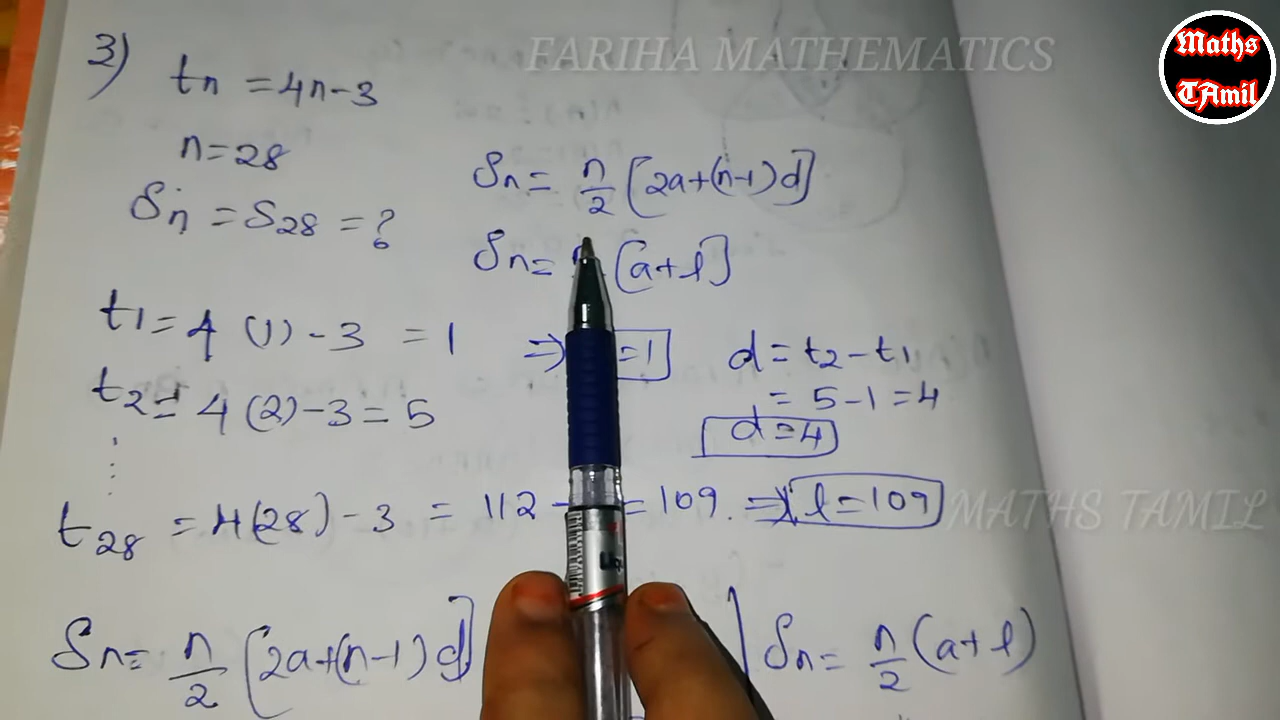 FARIHA MATHEMATICS
Maths
TAmil
3)
tn = 4n-3
n=28
Sn = S28 = ?
Sn = n/2 [2a+(n-1)d]
Sn = [a+l]
t1 = 4 (1) - 3 = 1
⇒ =1
d = t2 - t1
= 5-1 = 4
d = 4
t2 = 4 (2) - 3 = 5
t28 = 4(28) - 3 = 112 - = 109. ⇒ l = 109
MATHS TAMIL
Sn = n/2 [2a+(n-1)d]
Sn = n/2 (a+l)